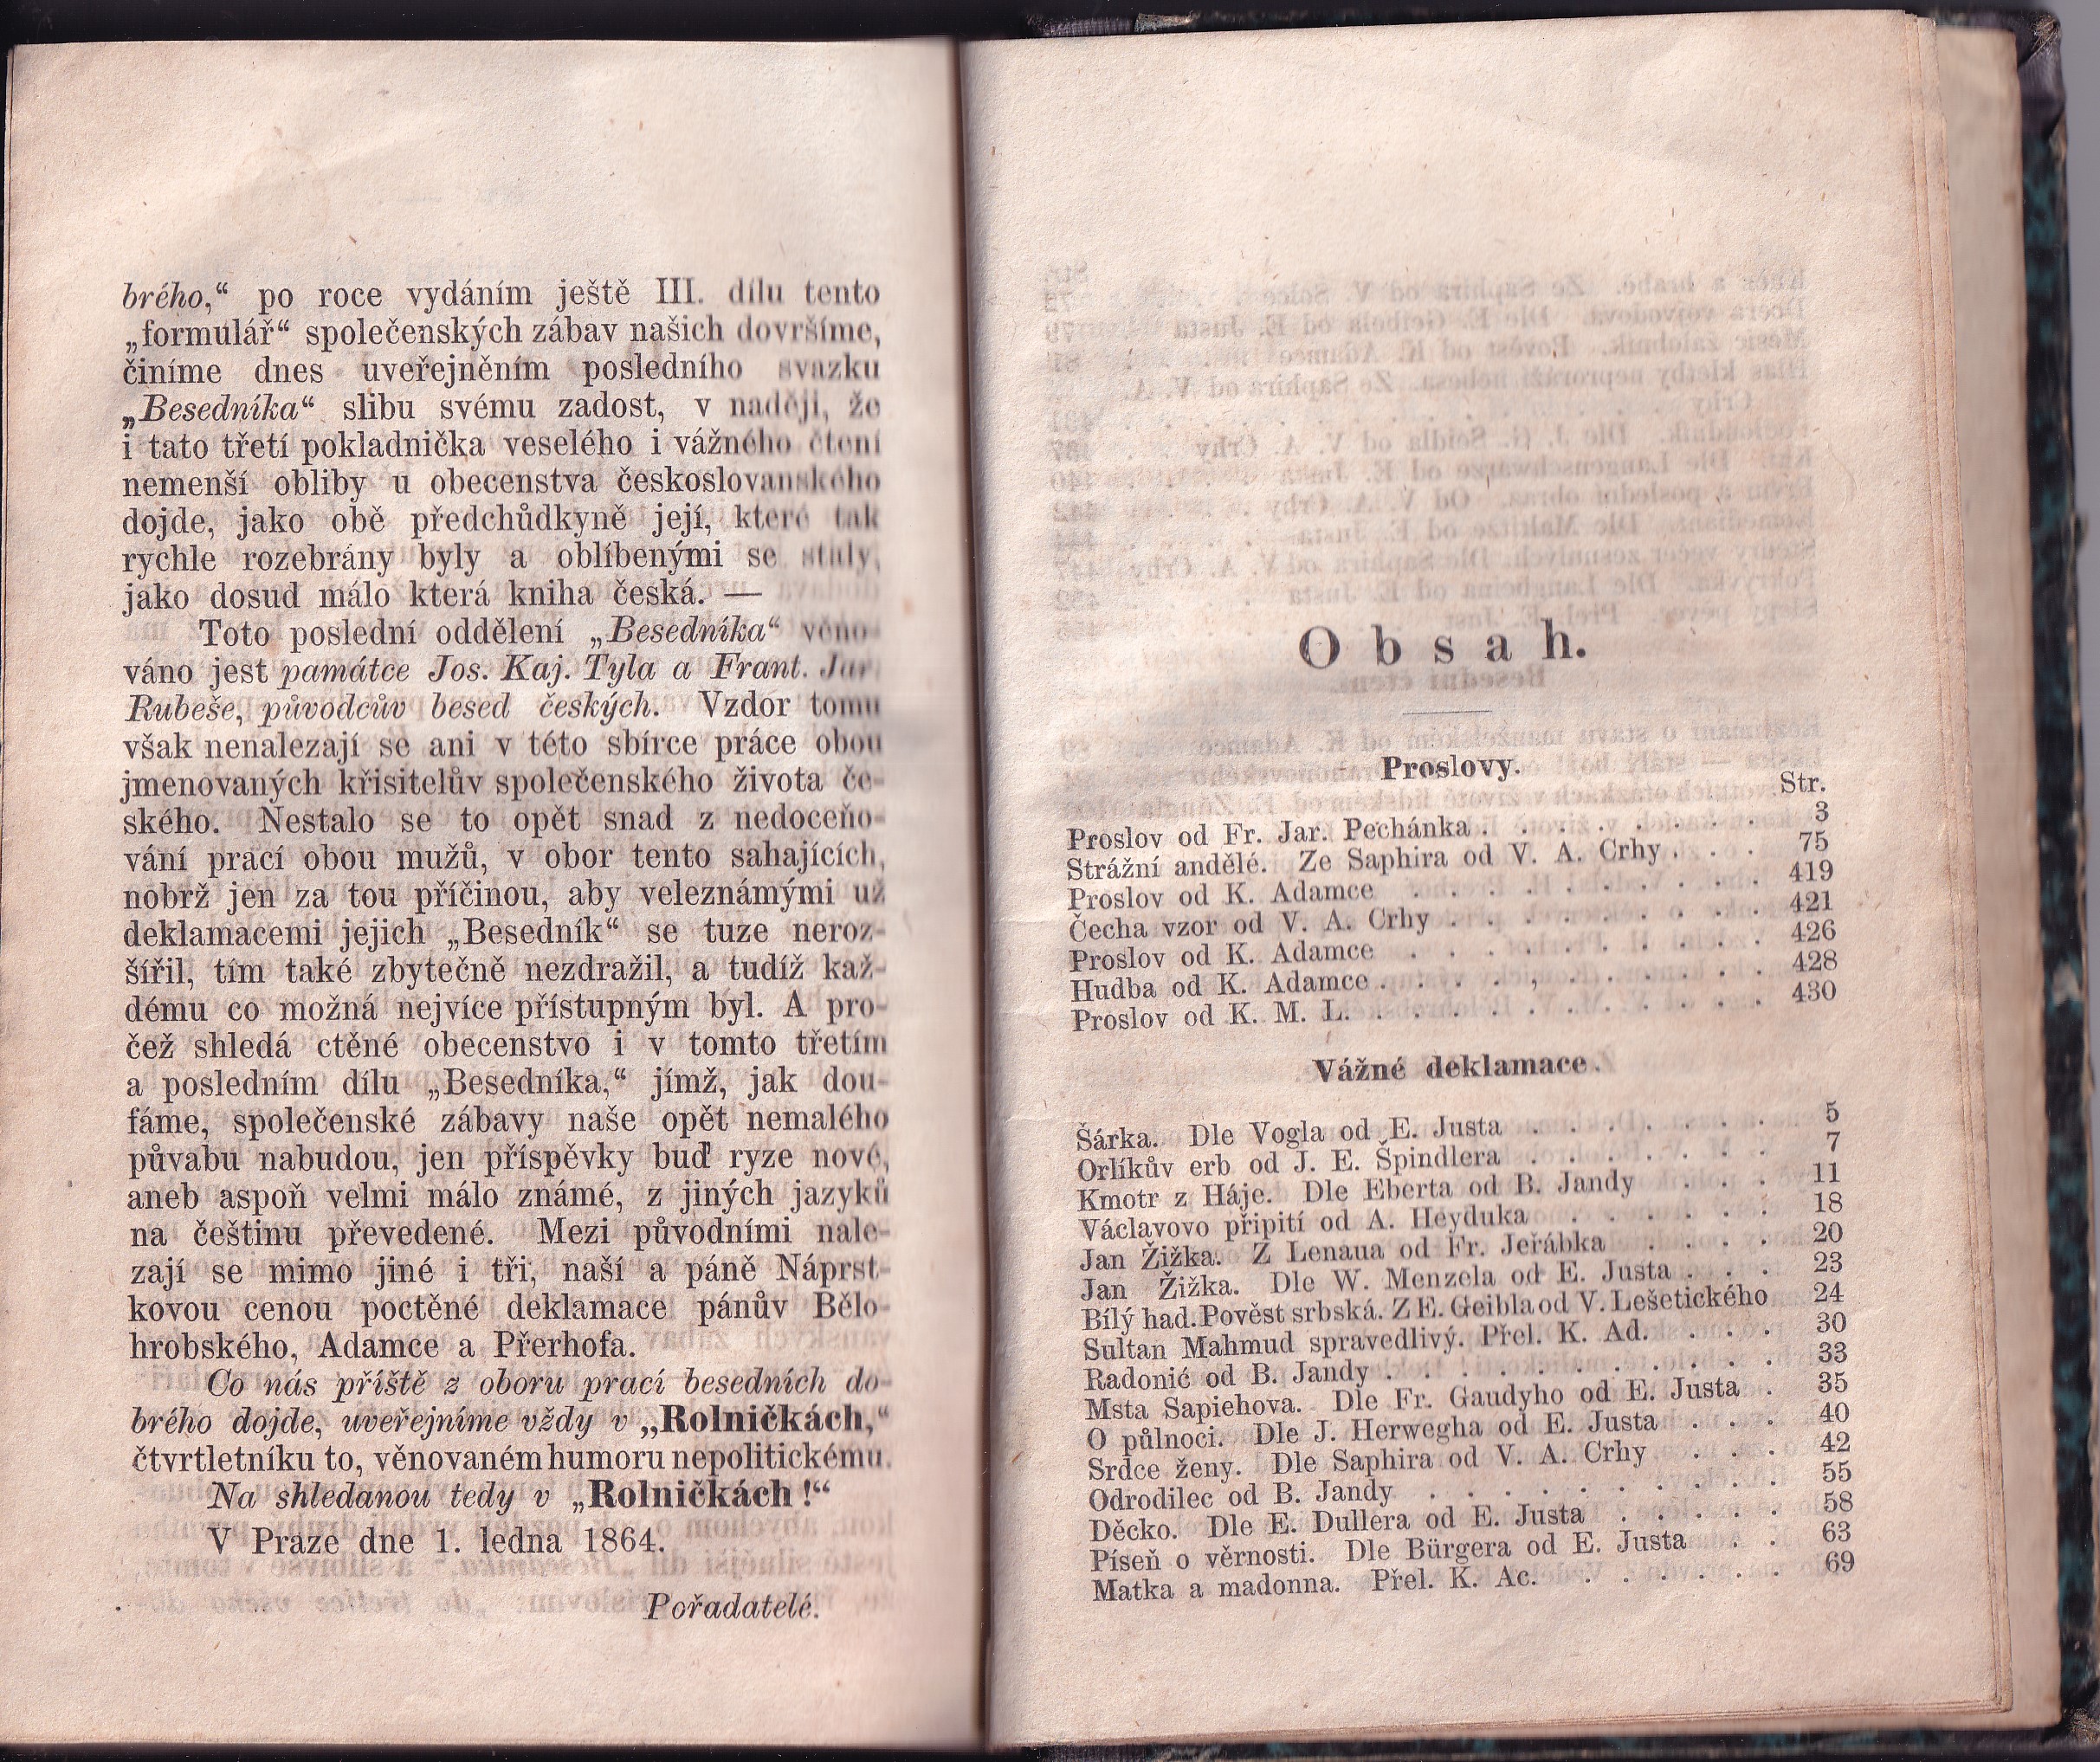 brého,“ po roce vydáním ještě III. dílu tento
„formulář“ společenských zábav našich dovršíme,
činíme dnes uveřejněním posledního svazku
„Besedníka“ slibu svému zadost, v naději, že
i tato třetí pokladnička veselého i vážného čtení
nemenší obliby u obecenstva českoslovanského
dojde, jako obě předchůdkyně její, které tak
rychle rozebrány byly a oblíbenými se staly,
jako dosud málo která kniha česká. —
Toto poslední oddělení „Besedníka“ věno-
váno jest památce Jos. Kaj. Tyla a Frant. Jar.
Rubeše, původcův besed českých. Vzdor tomu
však nenalezají se ani v této sbírce práce obou
jmenovaných křisitelův společenského života če-
ského. Nestalo se to opět snad z nedoceňo-
vání prací obou mužů, v obor tento sahajících,
nobrž jen za tou příčinou, aby veleznámými už
deklamacemi jejich „Besedník“ se tuze neroz-
šířil, tím také zbytečně nezdražil, a tudíž kaž-
dému co možná nejvíce přístupným byl. A pro-
čež shledá ctěné obecenstvo i v tomto třetím
a posledním dílu „Besedníka,“ jímž, jak dou-
fáme, společenské zábavy naše opět nemalého
půvabu nabudou, jen příspěvky buď ryze nové,
aneb aspoň velmi málo známé, z jiných jazyků
na češtinu převedené. Mezi původními nale-
zají se mimo jiné i tři, naší a páně Náprst-
kovou cenou poctěné deklamace pánův Bělo-
hrobského, Adamce a Přerhofa.
Co nás příště z oboru prací besedních do-
brého dojde, uveřejníme vždy v „Rolničkách,“
čtvrtletníku to, věnovaném humoru nepolitickému.
Na shledanou tedy v „Rolničkách!“
V Praze dne 1. ledna 1864.
Pořadatelé.
Obsah.
Proslovy.
Str.
Proslov od Fr. Jar. Pechánka . . . . . . . . 3
Strážní andělé. Ze Saphira od V. A. Crhy . . . 75
Proslov od K. Adamce . . . . . . . . . 419
Čecha vzor od V. A. Crhy . . . . . . . . 421
Proslov od K. Adamce . . . . . . . . . 426
Hudba od K. Adamce . . . . . . . . . . 428
Proslov od K. M. L. . . . . . . . . . . 430
Vážné deklamace.
Šárka. Dle Vogla od E. Justa . . . . . . . 5
Orlíkův erb od J. E. Špindlera . . . . . . . 7
Kmotr z Háje. Dle Eberta od B. Jandy . . . 11
Václavovo připití od A. Heyduka . . . . . . 18
Jan Žižka. Z Lenaua od Fr. Jeřábka . . . . 20
Jan Žižka. Dle W. Menzela od E. Justa . . . 23
Bílý had. Pověst srbská. Z E. Geibla od V. Lešetického 24
Sultan Mahmud spravedlivý. Přel. K. Ad. . . . 30
Radonić od B. Jandy . . . . . . . . . . 33
Msta Sapiehova. Dle Fr. Gaudyho od E. Justa . 35
O půlnoci. Dle J. Herwegha od E. Justa . . . 40
Srdce ženy. Dle Saphira od V. A. Crhy . . . 42
Odrodilec od B. Jandy . . . . . . . . . 55
Děcko. Dle E. Dullera od E. Justa . . . . . 58
Píseň o věrnosti. Dle Bürgera od E. Justa . . 63
Matka a madonna. Přel. K. Ac. . . . . . . 69